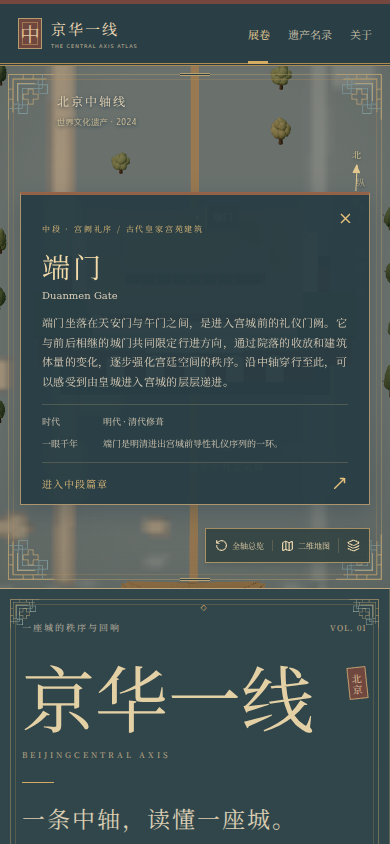 中
京华一线
THE CENTRAL AXIS ATLAS
展卷
遗产名录
关于
北京中轴线
世界文化遗产 · 2024
北
中段 · 宫阙礼序 / 古代皇家宫苑建筑
端门
Duanmen Gate
端门坐落在天安门与午门之间，是进入宫城前的礼仪门阙。它
与前后相继的城门共同限定行进方向，通过院落的收放和建筑
体量的变化，逐步强化宫廷空间的秩序。沿中轴穿行至此，可
以感受到由皇城进入宫城的层层递进。
时代 明代 · 清代修葺
一眼千年 端门是明清进出宫城前导性礼仪序列的一环。
进入中段篇章
全轴总览
二维地图
一座城的秩序与回响
VOL. 01
京华一线
北京
BEIJINGCENTRAL AXIS
一条中轴，读懂一座城。